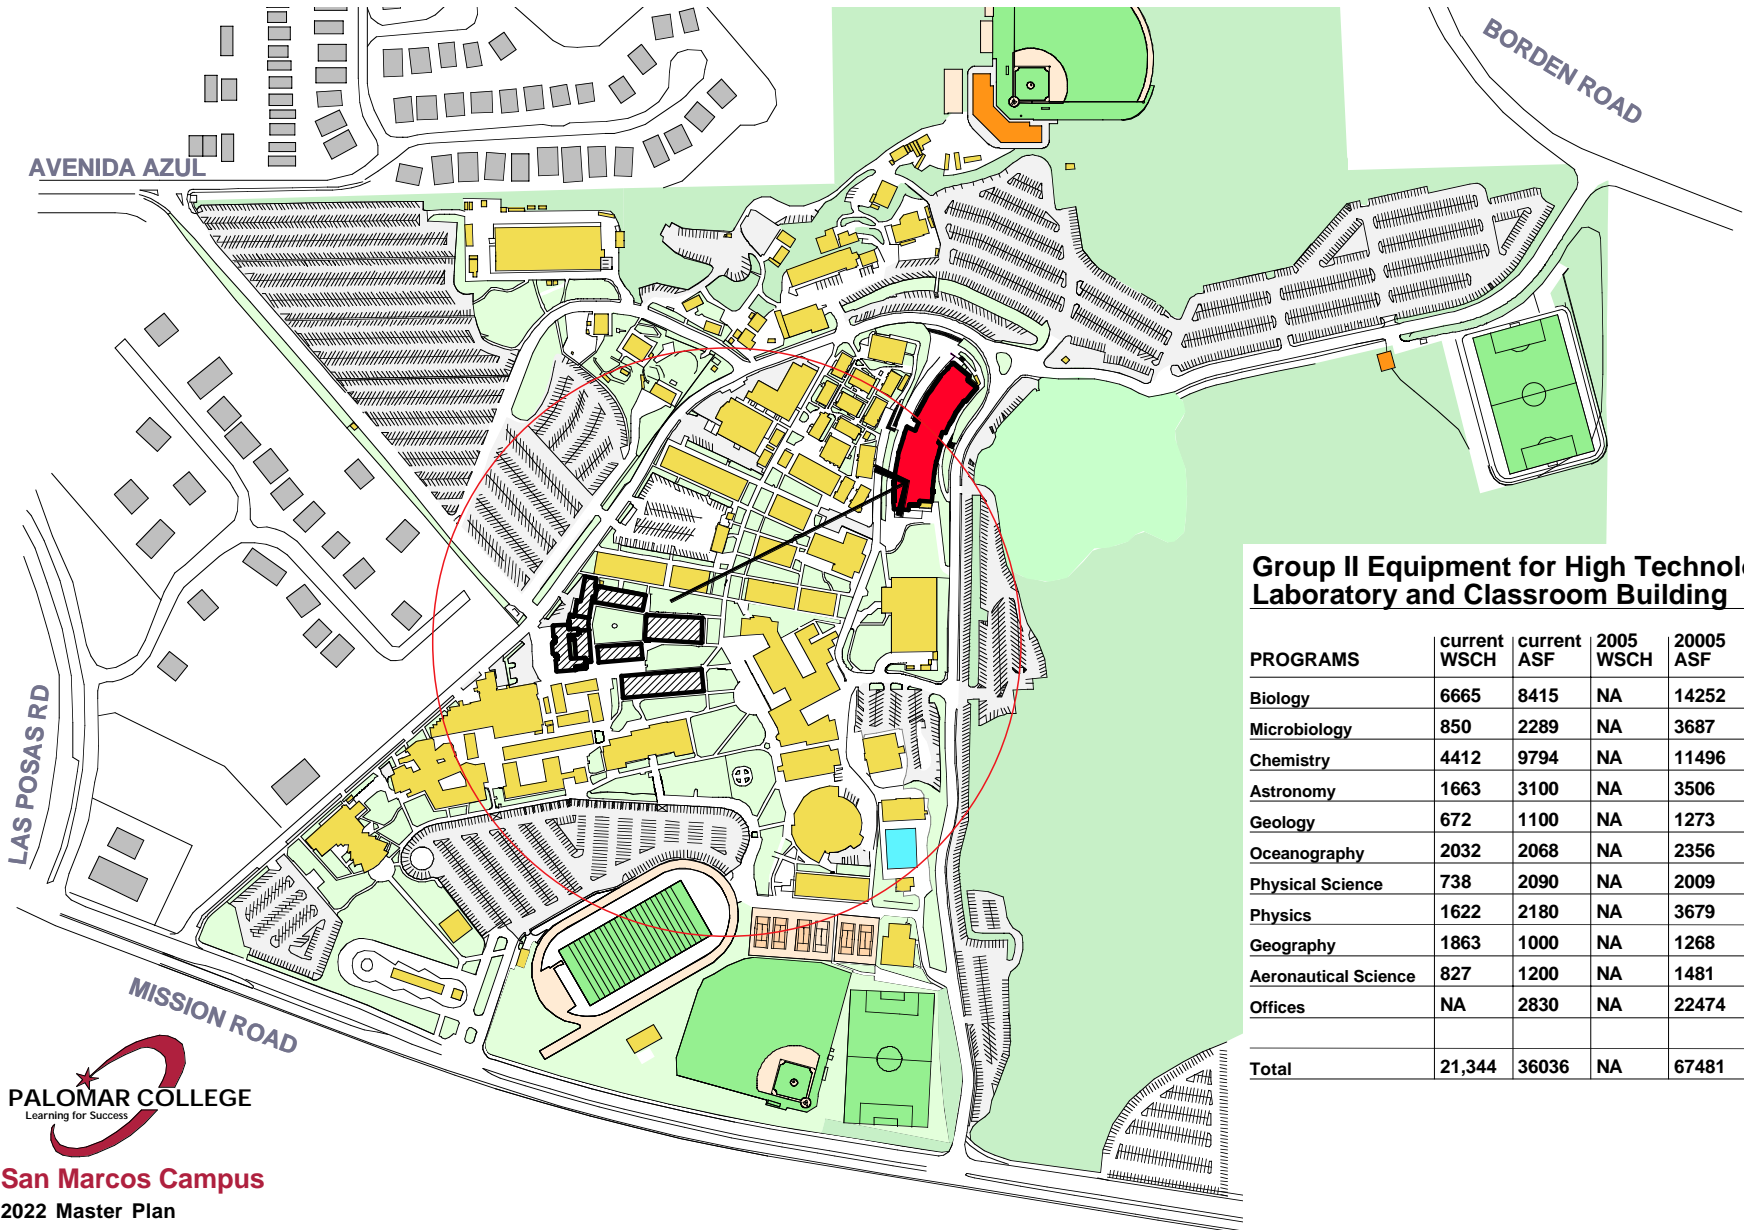 BORDEN ROAD
AVENIDA AZUL
LAS POSAS RD
MISSION ROAD
Group II Equipment for High Technol
Laboratory and Classroom Building
PROGRAMS current WSCH current ASF 2005 WSCH 20005 ASF
Biology 6665 8415 NA 14252
Microbiology 850 2289 NA 3687
Chemistry 4412 9794 NA 11496
Astronomy 1663 3100 NA 3506
Geology 672 1100 NA 1273
Oceanography 2032 2068 NA 2356
Physical Science 738 2090 NA 2009
Physics 1622 2180 NA 3679
Geography 1863 1000 NA 1268
Aeronautical Science 827 1200 NA 1481
Offices NA 2830 NA 22474
Total 21,344 36036 NA 67481
PALOMAR COLLEGE
Learning for Success
San Marcos Campus
2022 Master Plan